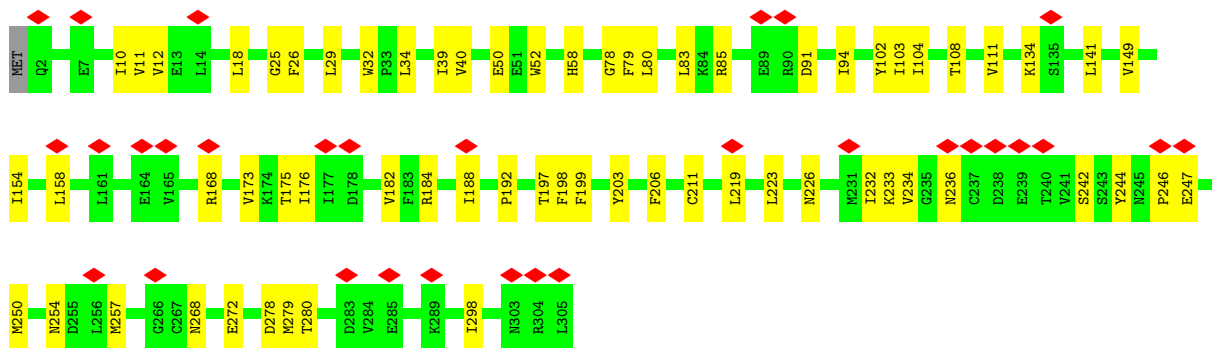 MET Q2 E7 I10 V11 V12 E13 L14 L18 G25 F26 L29 W32 P33 L34 I39 V40 E50 E51 W52 H58 G78 F79 L80 L83 K84 R85 E89 R90 D91 I94 Y102 I103 I104 T108 V111 K134 S135 L141 V149
I154 L158 L161 E164 V165 R168 V173 K174 T175 I176 I177 D178 V182 F183 R184 I188 P192 T197 F198 F199 Y203 F206 C211 L219 L223 N226 M231 I232 K233 V234 G235 N236 C237 D238 E239 T240 V241 S242 S243 Y244 N245 P246 E247
M250 N254 D255 L256 M257 G266 C267 N268 E272 D278 M279 T280 D283 V284 E285 K289 I298 N303 R304 L305